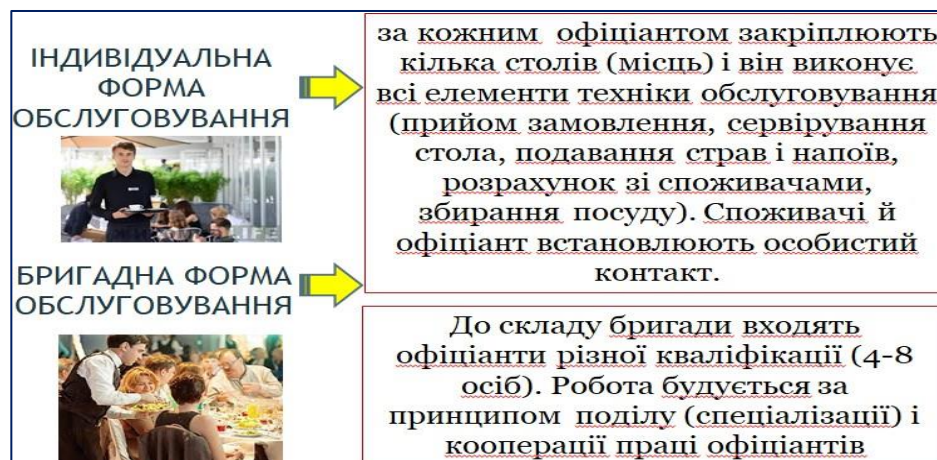 ІНДИВІДУАЛЬНА
ФОРМА
ОБСЛУГОВУВАННЯ
за кожним офіціантом закріплюють
кілька столів (місць) і він виконує
всі елементи техніки обслуговування
(прийом замовлення, сервірування
стола, подавання страв і напоїв,
розрахунок зі споживачами,
збирання посуду). Споживачі й
офіціант встановлюють особистий
контакт.
БРИГАДНА ФОРМА
ОБСЛУГОВУВАННЯ
До складу бригади входять
офіціанти різної кваліфікації (4-8
осіб). Робота будується за
принципом поділу (спеціалізації) і
кооперації праці офіціантів